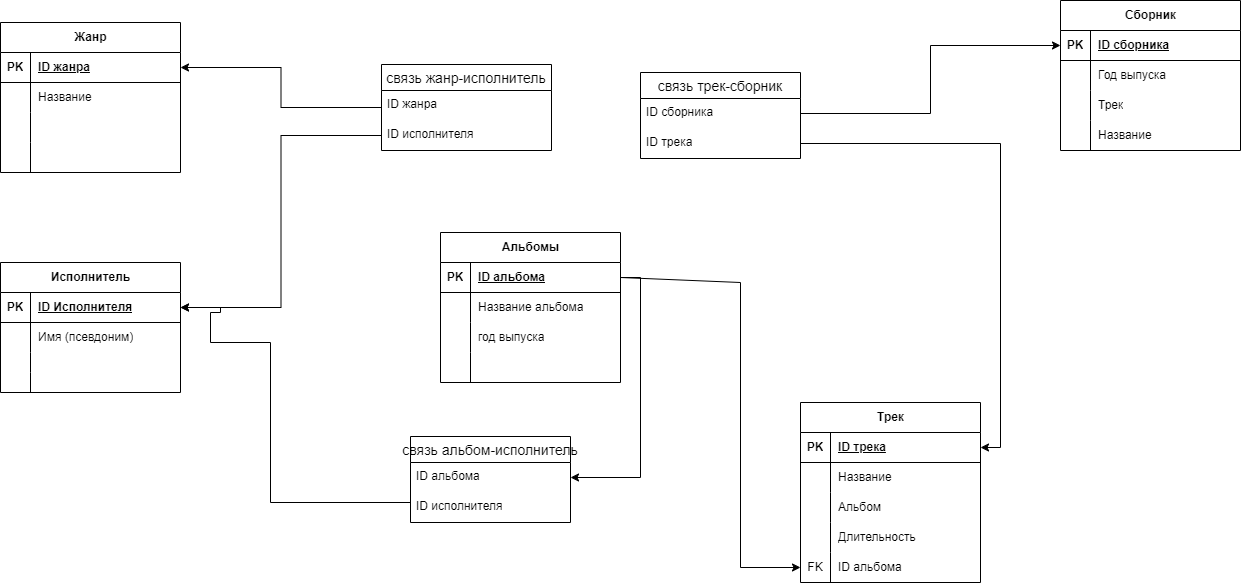 Жанр
PK ID жанра
Название
связь жанр-исполнитель
ID жанра
ID исполнителя
связь трек-сборник
ID сборника
ID трека
Сборник
PK ID сборника
Год выпуска
Трек
Название
Исполнитель
PK ID Исполнителя
Имя (псевдоним)
Альбомы
PK ID альбома
Название альбома
год выпуска
связь альбом-исполнитель
ID альбома
ID исполнителя
Трек
PK ID трека
Название
Альбом
Длительность
FK ID альбома